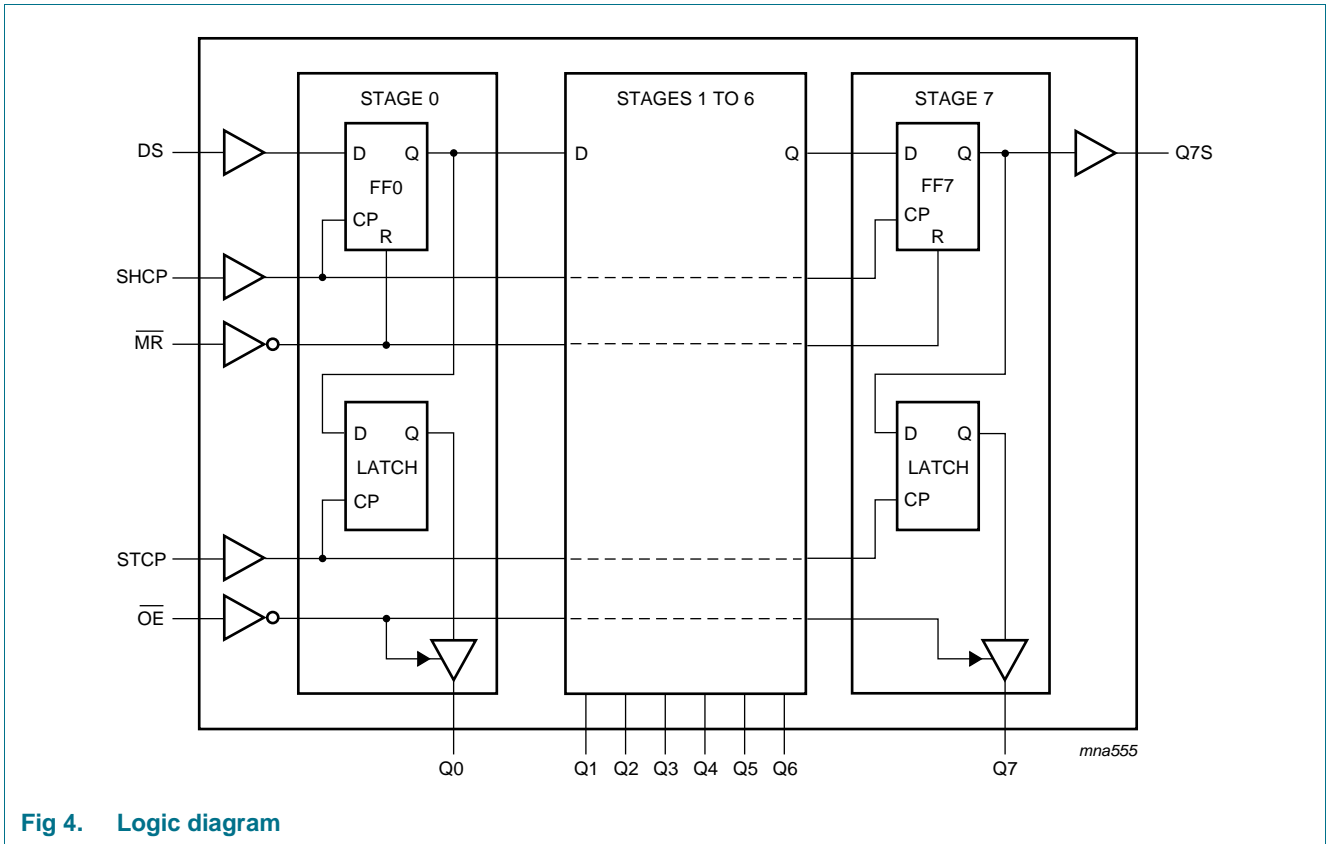 STAGE 0 STAGES 1 TO 6 STAGE 7
DS D Q D Q D Q Q7S
FF0 FF7
CP CP
R R
SHCP
MR
D Q D Q
LATCH LATCH
CP CP
STCP
OE
mna555
Q0 Q1 Q2 Q3 Q4 Q5 Q6 Q7
Fig 4. Logic diagram